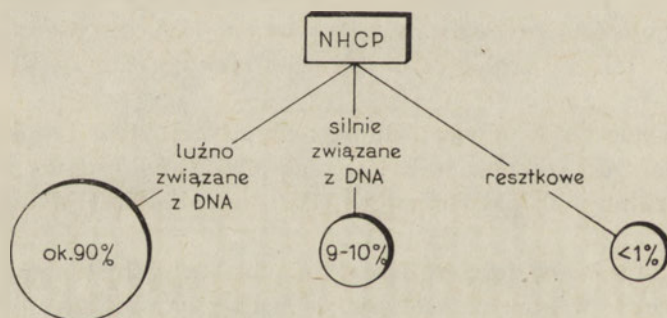 NHCP
luźno
związane
z DNA
silnie
związane
z DNA
resztkowe
ok.90%
9-10%
<1%